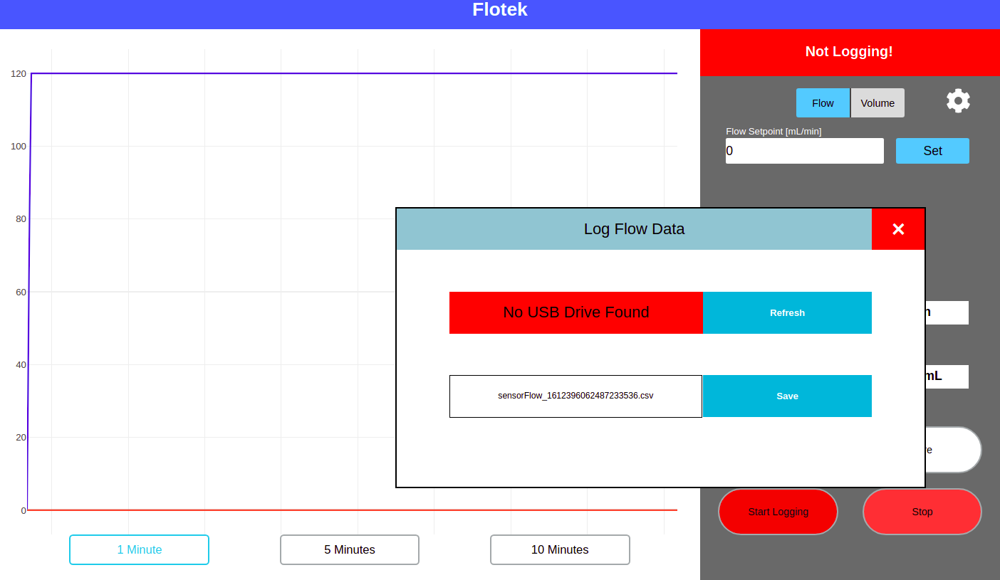 Flotek
Not Logging!
Flow
Volume
Flow Setpoint [mL/min]
0
Set
120
100
80
60
40
20
0
Log Flow Data
No USB Drive Found
Refresh
sensorFlow_1612396062487233536.csv
Save
mL
Start Logging
Stop
1 Minute
5 Minutes
10 Minutes